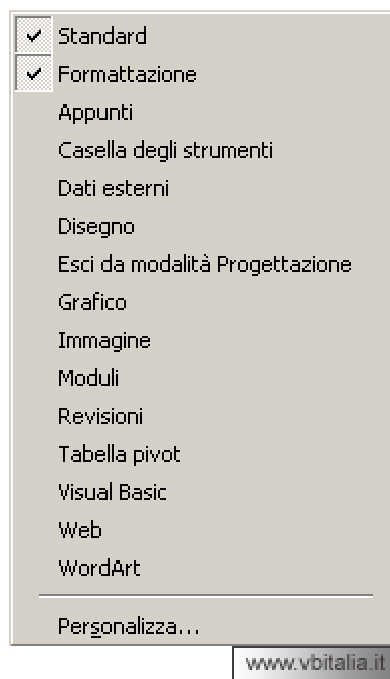 Standard
Formattazione
Appunti
Casella degli strumenti
Dati esterni
Disegno
Esci da modalità Progettazione
Grafico
Immagine
Moduli
Revisioni
Tabella pivot
Visual Basic
Web
WordArt
Personalizza...
www.vbitalia.it